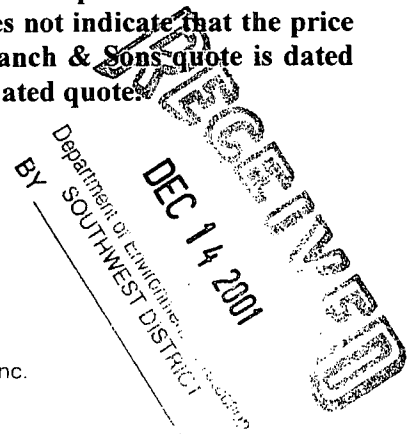 es not indicate that the price
anch & Sons quote is dated
ated quote.
RECEIVED
DEC 14 2001
Department of Environmental
SOUTHWEST DISTRICT
BY
nc.